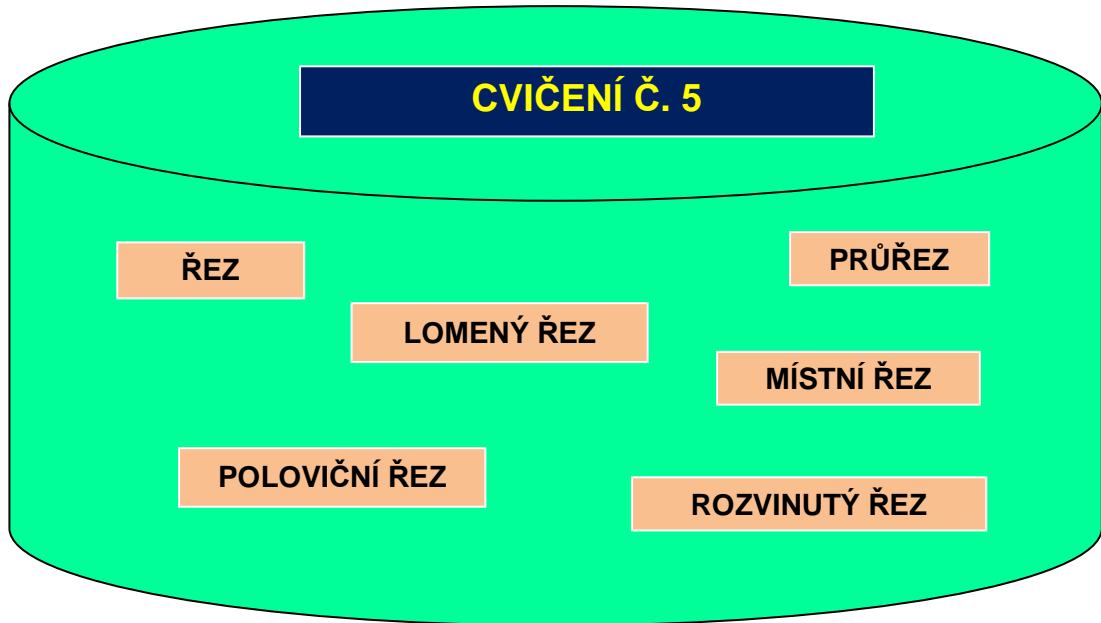 CVIČENÍ Č. 5
ŘEZ
PRŮŘEZ
LOMENÝ ŘEZ
MÍSTNÍ ŘEZ
POLOVIČNÍ ŘEZ
ROZVINUTÝ ŘEZ